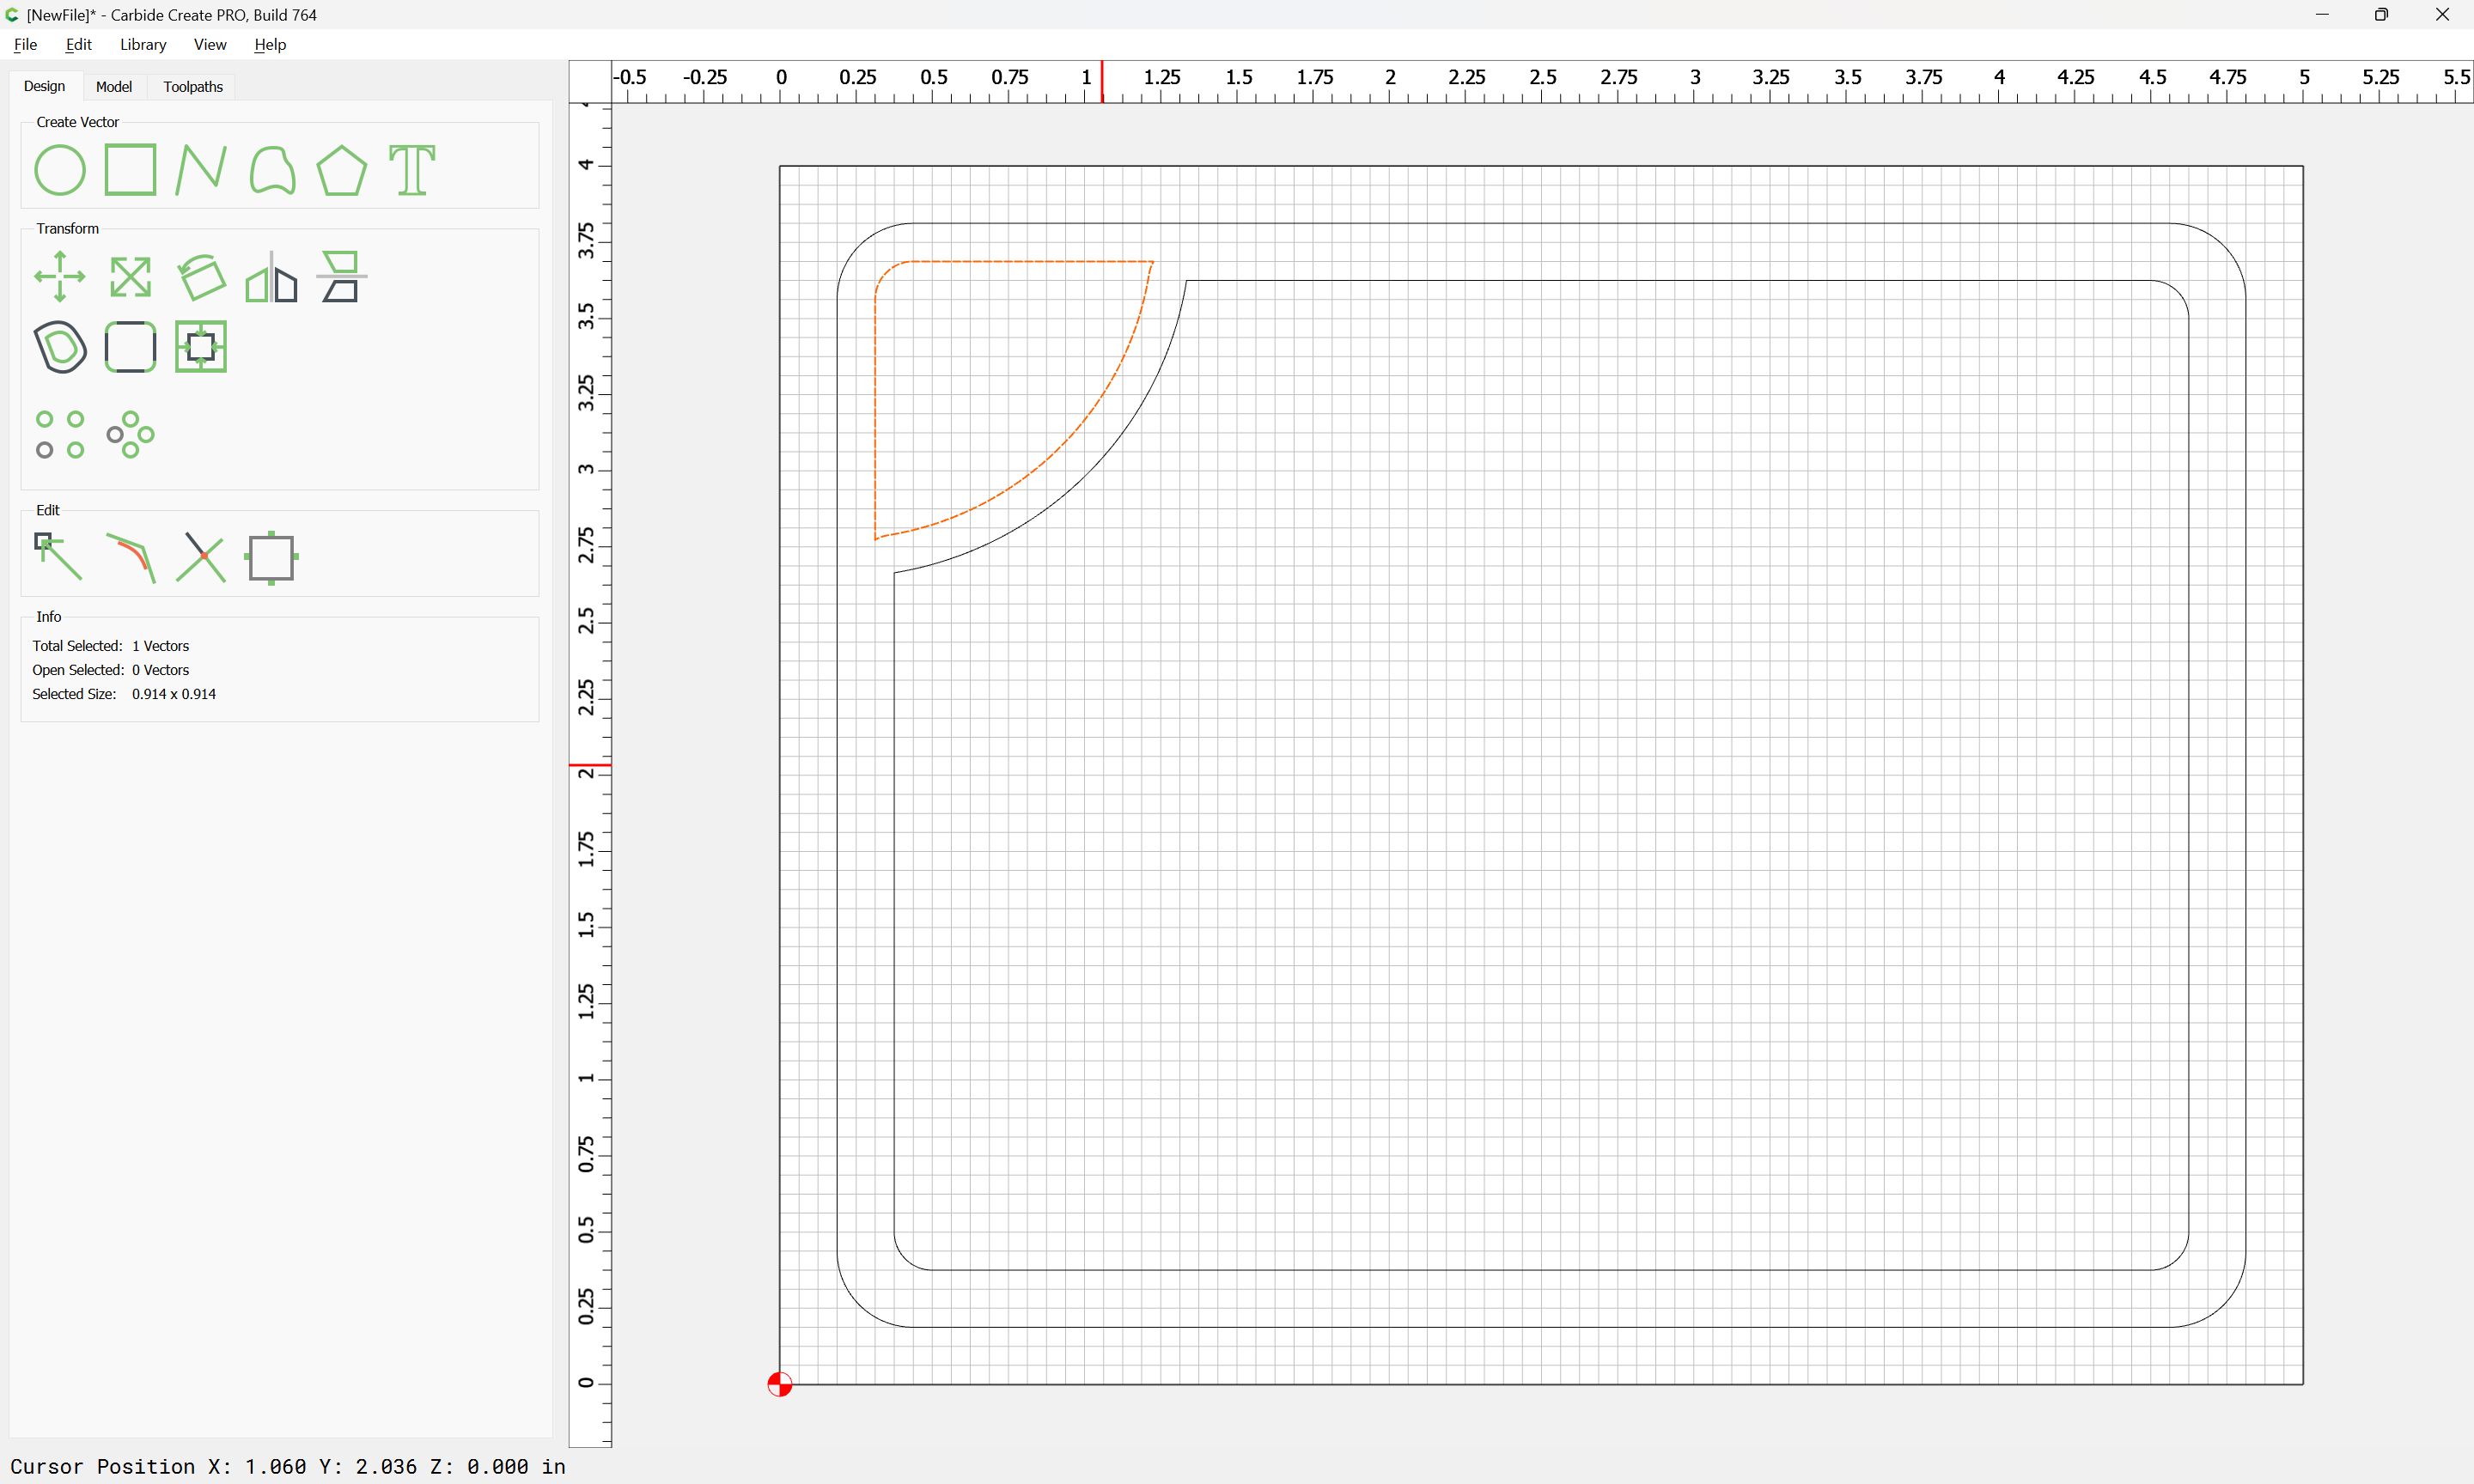 [NewFile]* - Carbide Create PRO, Build 764
File Edit Library View Help
Design Model Toolpaths
Create Vector
T
Transform
Edit
Info
Total Selected: 1 Vectors
Open Selected: 0 Vectors
Selected Size: 0.914 x 0.914
-0.5 -0.25 0 0.25 0.5 0.75 1 1.25 1.5 1.75 2 2.25 2.5 2.75 3 3.25 3.5 3.75 4 4.25 4.5 4.75 5 5.25 5.5
4
3.75
3.5
3.25
3
2.75
2.5
2.25
2
1.75
1.5
1.25
1
0.75
0.5
0.25
0
Cursor Position X: 1.060 Y: 2.036 Z: 0.000 in